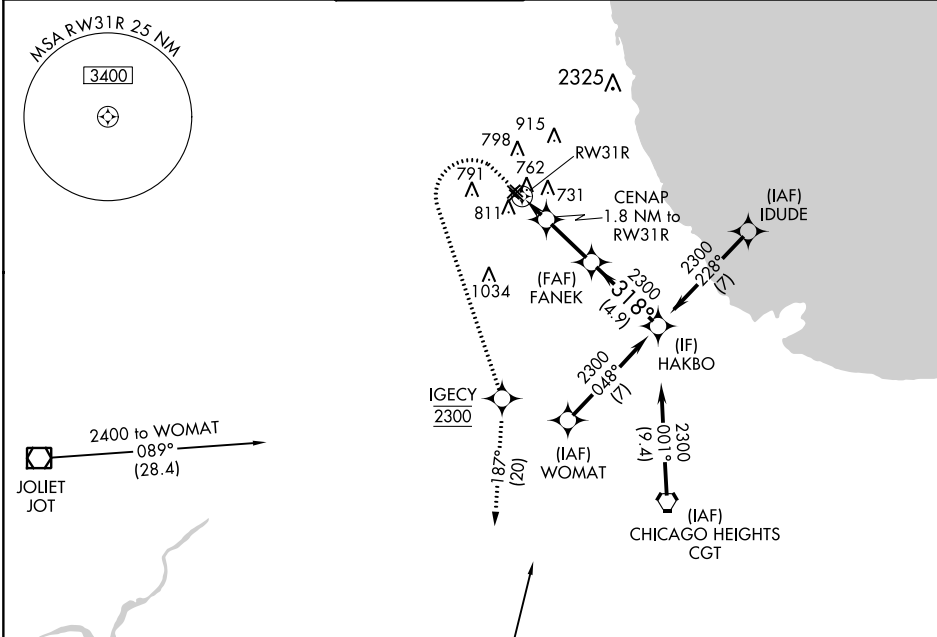 MSA RW31R 25 NM
3400
2325
915
798
RW31R
791
762
731
811
CENAP
1.8 NM to
RW31R
(IAF)
IDUDE
2300
228°
(7)
1034
(FAF)
FANEK
2300
318°
(4.9)
(IF)
HAKBO
2300
048°
(7)
IGECY
2300
(IAF)
WOMAT
2300
001°
(9.4)
187°
(20)
2400 to WOMAT
089°
(28.4)
JOLIET
JOT
(IAF)
CHICAGO HEIGHTS
CGT